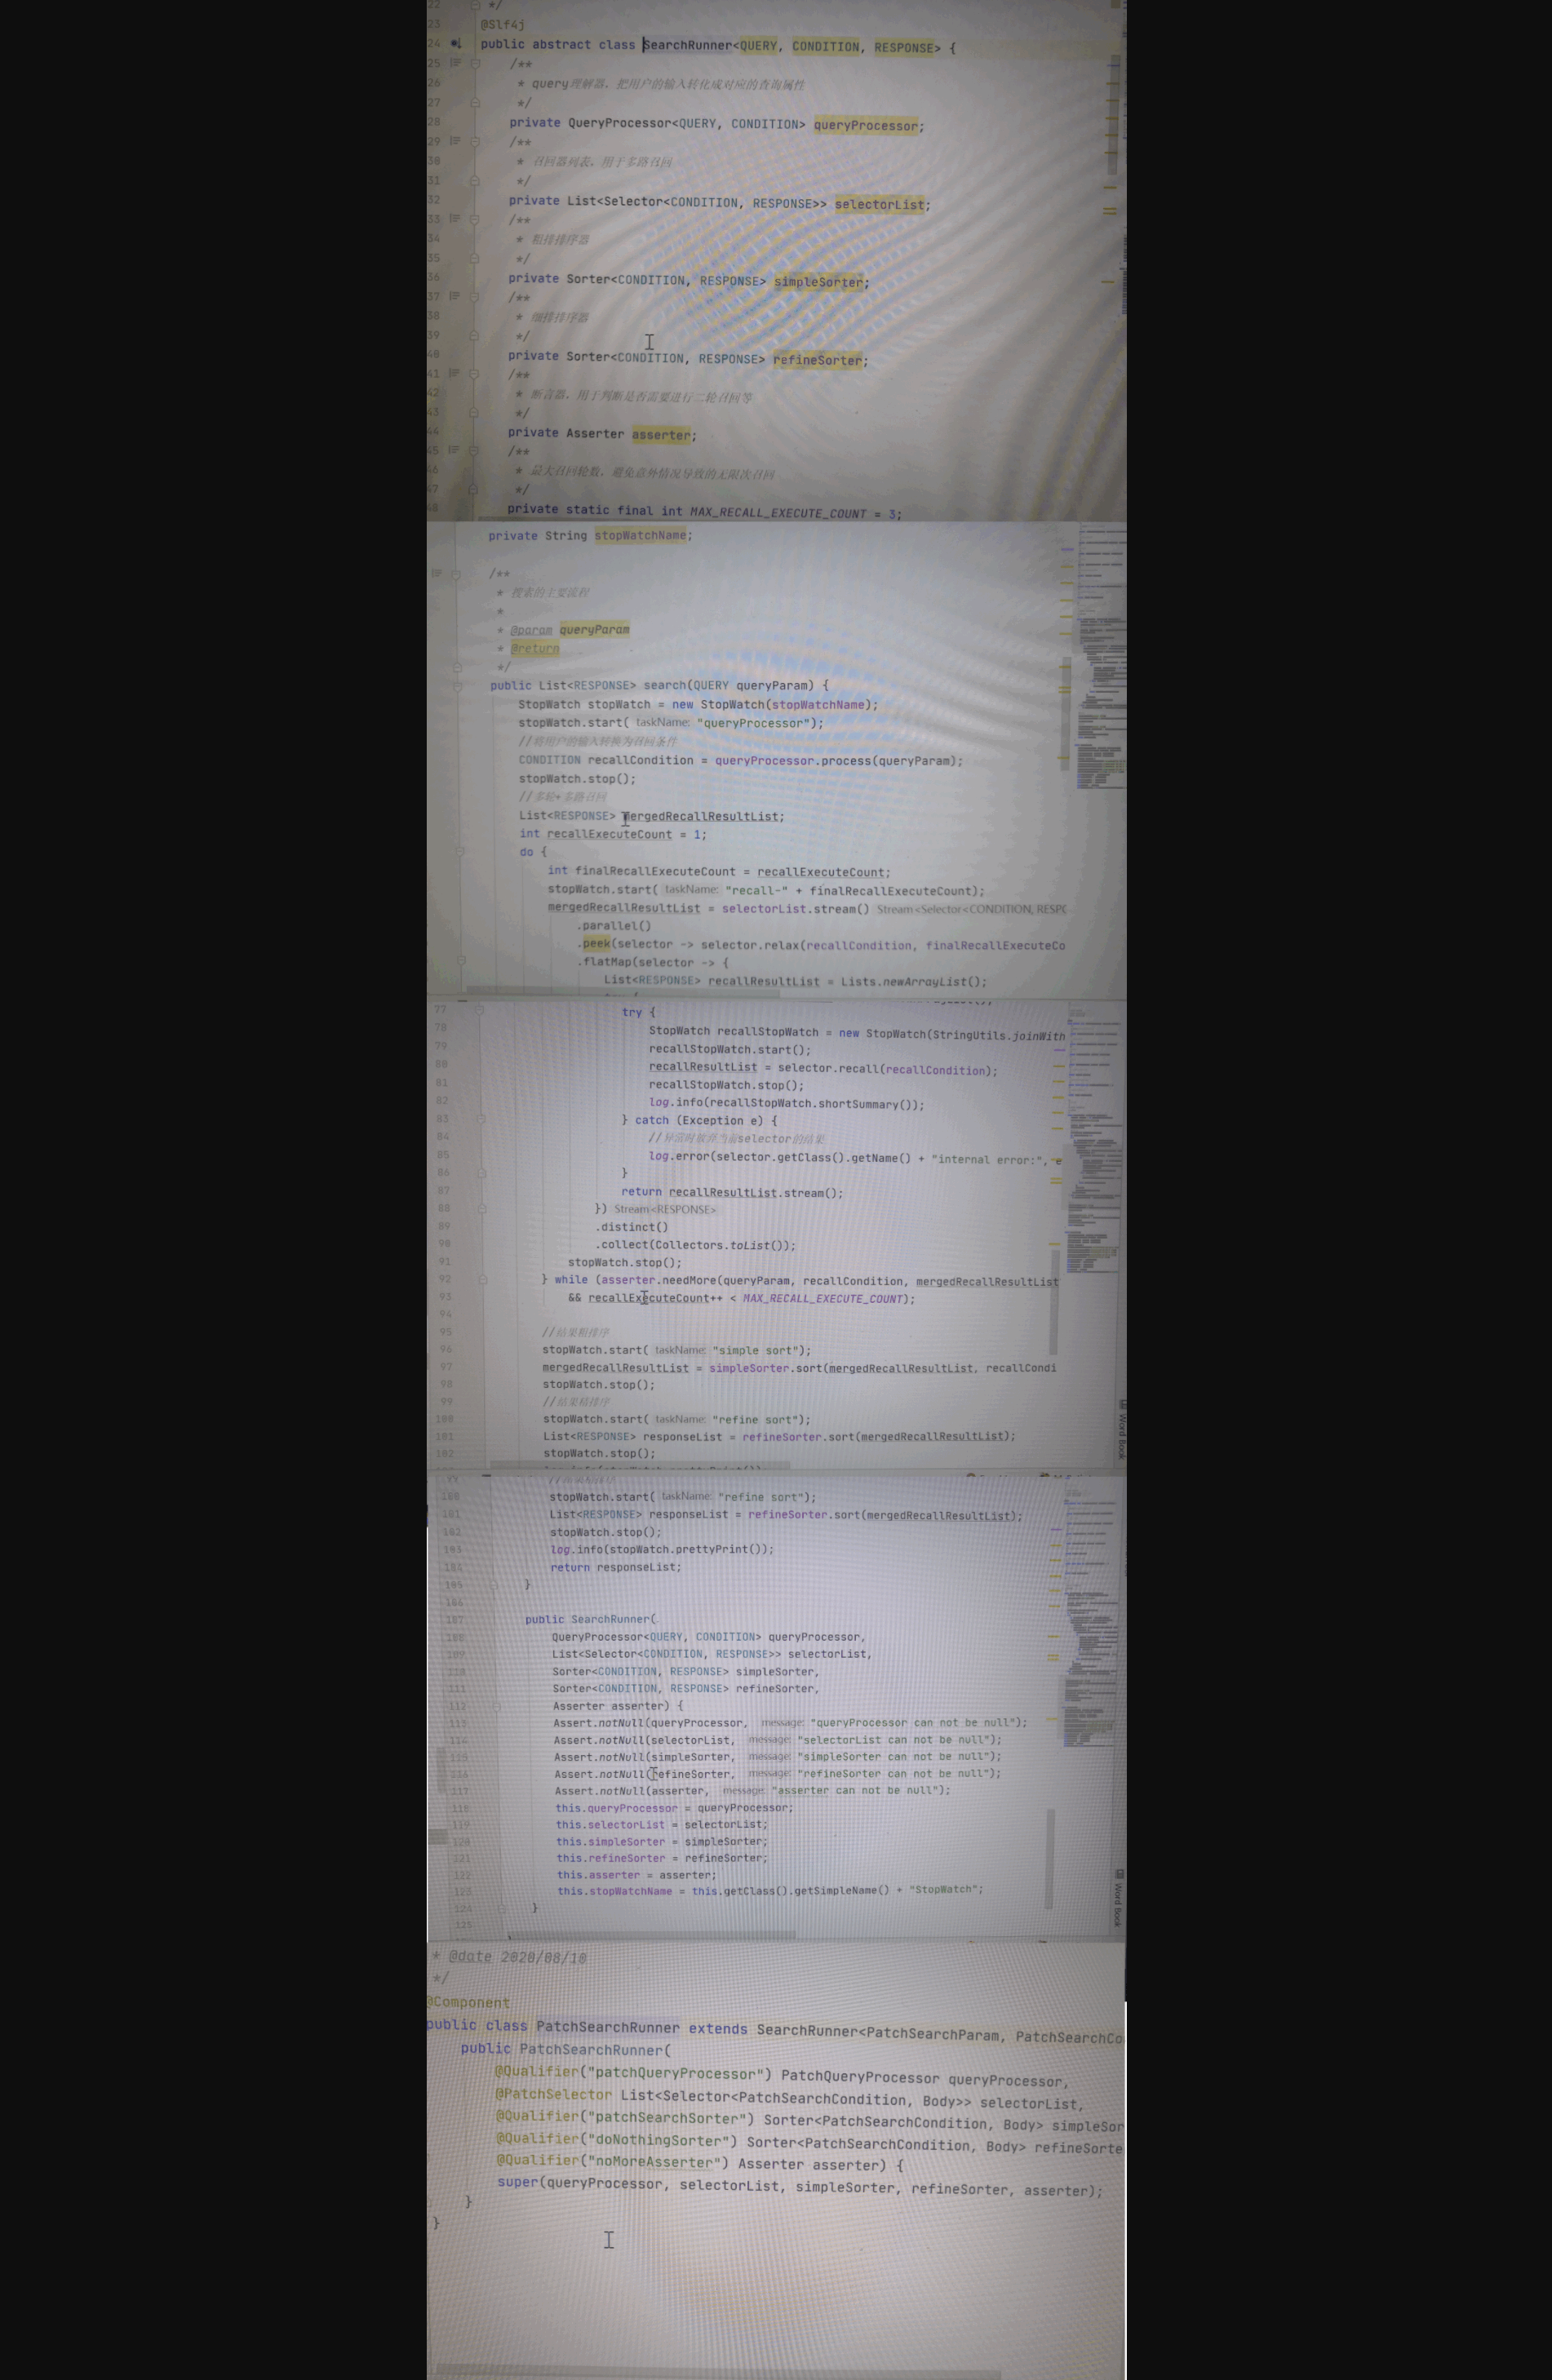 22 */
23 @Slf4j
24 public abstract class SearchRunner<QUERY, CONDITION, RESPONSE> {
25 /**
26 * query理解器，把用户的输入转化成对应的查询属性
27 */
28 private QueryProcessor<QUERY, CONDITION> queryProcessor;
29 /**
30 * 召回器列表，用于多路召回
31 */
32 private List<Selector<CONDITION, RESPONSE>> selectorList;
33 /**
34 * 粗排排序器
35 */
36 private Sorter<CONDITION, RESPONSE> simpleSorter;
37 /**
38 * 细排排序器
39 */
40 private Sorter<CONDITION, RESPONSE> refineSorter;
41 /**
42 * 断言器，用于判断是否需要进行二轮召回等
43 */
44 private Asserter asserter;
45 /**
46 * 最大召回轮数，避免意外情况导致的无限次召回
47 */
48 private static final int MAX_RECALL_EXECUTE_COUNT = 3;
private String stopWatchName;
/**
* 搜索的主要流程
*
* @param queryParam
* @return
*/
public List<RESPONSE> search(QUERY queryParam) {
StopWatch stopWatch = new StopWatch(stopWatchName);
stopWatch.start( taskName: "queryProcessor");
//将用户的输入转换为召回条件
CONDITION recallCondition = queryProcessor.process(queryParam);
stopWatch.stop();
//多轮+多路召回
List<RESPONSE> mergedRecallResultList;
int recallExecuteCount = 1;
do {
int finalRecallExecuteCount = recallExecuteCount;
stopWatch.start( taskName: "recall-" + finalRecallExecuteCount);
mergedRecallResultList = selectorList.stream() Stream<Selector<CONDITION, RESPO
.parallel()
.peek(selector -> selector.relax(recallCondition, finalRecallExecuteCo
.flatMap(selector -> {
List<RESPONSE> recallResultList = Lists.newArrayList();
77 try {
78 StopWatch recallStopWatch = new StopWatch(StringUtils.joinWith
79 recallStopWatch.start();
80 recallResultList = selector.recall(recallCondition);
81 recallStopWatch.stop();
82 log.info(recallStopWatch.shortSummary());
83 } catch (Exception e) {
84 //异常时放弃当前selector的结果
85 log.error(selector.getClass().getName() + "internal error:", e
86 }
87 return recallResultList.stream();
88 }) Stream<RESPONSE>
89 .distinct()
90 .collect(Collectors.toList());
91 stopWatch.stop();
92 } while (asserter.needMore(queryParam, recallCondition, mergedRecallResultList
93 && recallExecuteCount++ < MAX_RECALL_EXECUTE_COUNT);
94
95 //结果粗排序
96 stopWatch.start( taskName: "simple sort");
97 mergedRecallResultList = simpleSorter.sort(mergedRecallResultList, recallCondi
98 stopWatch.stop();
99 //结果精排序
100 stopWatch.start( taskName: "refine sort");
101 List<RESPONSE> responseList = refineSorter.sort(mergedRecallResultList);
102 stopWatch.stop();
Word Book
100 stopWatch.start( taskName: "refine sort");
101 List<RESPONSE> responseList = refineSorter.sort(mergedRecallResultList);
102 stopWatch.stop();
103 log.info(stopWatch.prettyPrint());
104 return responseList;
105 }
106
107 public SearchRunner(
108 QueryProcessor<QUERY, CONDITION> queryProcessor,
109 List<Selector<CONDITION, RESPONSE>> selectorList,
110 Sorter<CONDITION, RESPONSE> simpleSorter,
111 Sorter<CONDITION, RESPONSE> refineSorter,
112 Asserter asserter) {
113 Assert.notNull(queryProcessor, message: "queryProcessor can not be null");
114 Assert.notNull(selectorList, message: "selectorList can not be null");
115 Assert.notNull(simpleSorter, message: "simpleSorter can not be null");
116 Assert.notNull(refineSorter, message: "refineSorter can not be null");
117 Assert.notNull(asserter, message: "asserter can not be null");
118 this.queryProcessor = queryProcessor;
119 this.selectorList = selectorList;
120 this.simpleSorter = simpleSorter;
121 this.refineSorter = refineSorter;
122 this.asserter = asserter;
123 this.stopWatchName = this.getClass().getSimpleName() + "StopWatch";
124 }
125
Word Book
* @date 2020/08/10
*/
@Component
public class PatchSearchRunner extends SearchRunner<PatchSearchParam, PatchSearchCo
public PatchSearchRunner(
@Qualifier("patchQueryProcessor") PatchQueryProcessor queryProcessor,
@PatchSelector List<Selector<PatchSearchCondition, Body>> selectorList,
@Qualifier("patchSearchSorter") Sorter<PatchSearchCondition, Body> simpleSor
@Qualifier("doNothingSorter") Sorter<PatchSearchCondition, Body> refineSorte
@Qualifier("noMoreAsserter") Asserter asserter) {
super(queryProcessor, selectorList, simpleSorter, refineSorter, asserter);
}
}